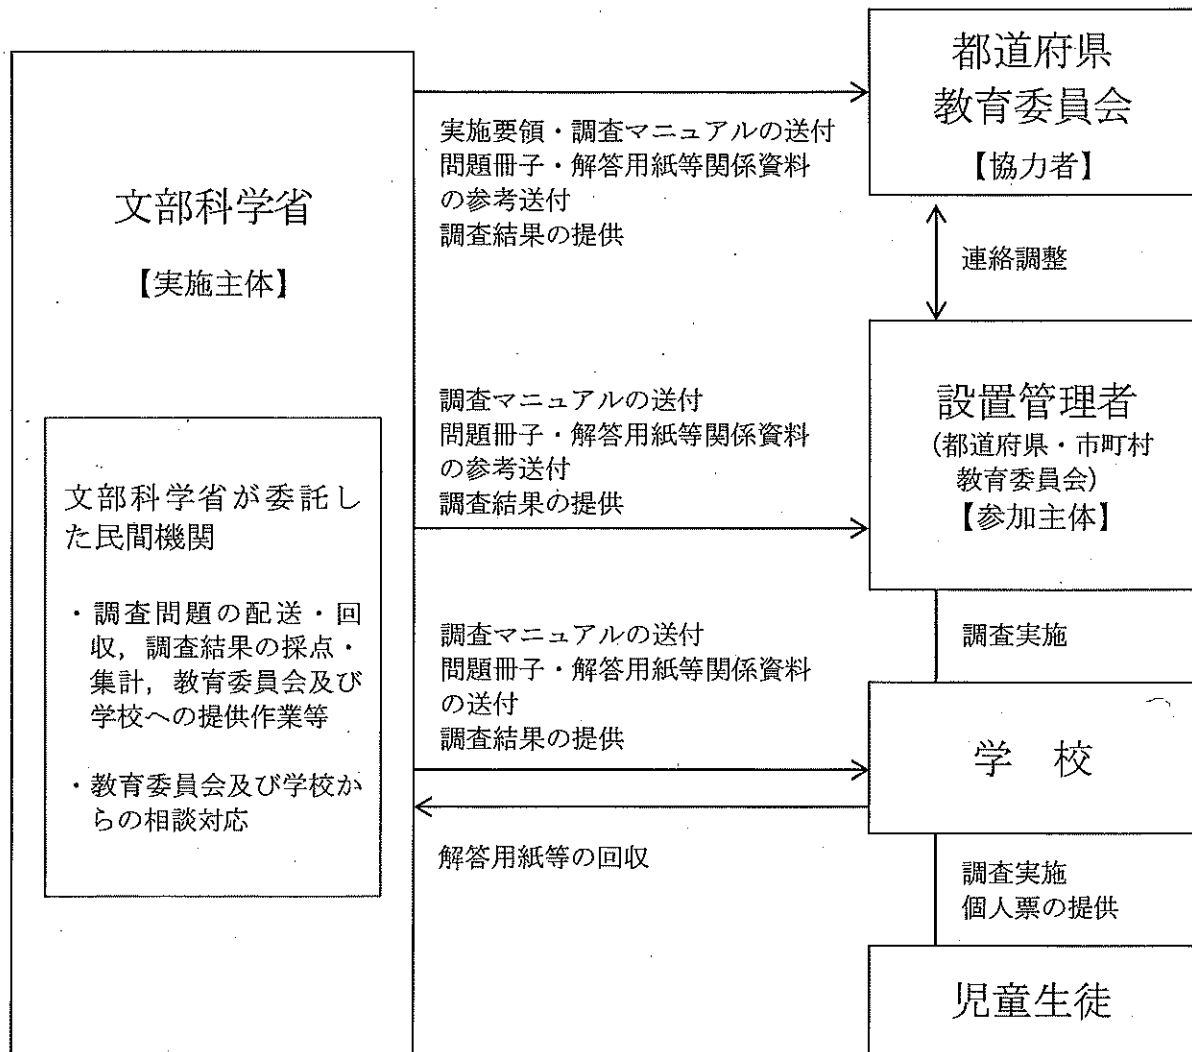 文部科学省
【実施主体】
文部科学省が委託し
た民間機関
・調査問題の配送・回
収，調査結果の採点・
集計，教育委員会及び
学校への提供作業等
・教育委員会及び学校か
らの相談対応
実施要領・調査マニュアルの送付
問題冊子・解答用紙等関係資料
の参考送付
調査結果の提供
都道府県
教育委員会
【協力者】
連絡調整
調査マニュアルの送付
問題冊子・解答用紙等関係資料
の参考送付
調査結果の提供
設置管理者
（都道府県・市町村
教育委員会）
【参加主体】
調査実施
調査マニュアルの送付
問題冊子・解答用紙等関係資料
の送付
調査結果の提供
学　校
解答用紙等の回収
調査実施
個人票の提供
児童生徒